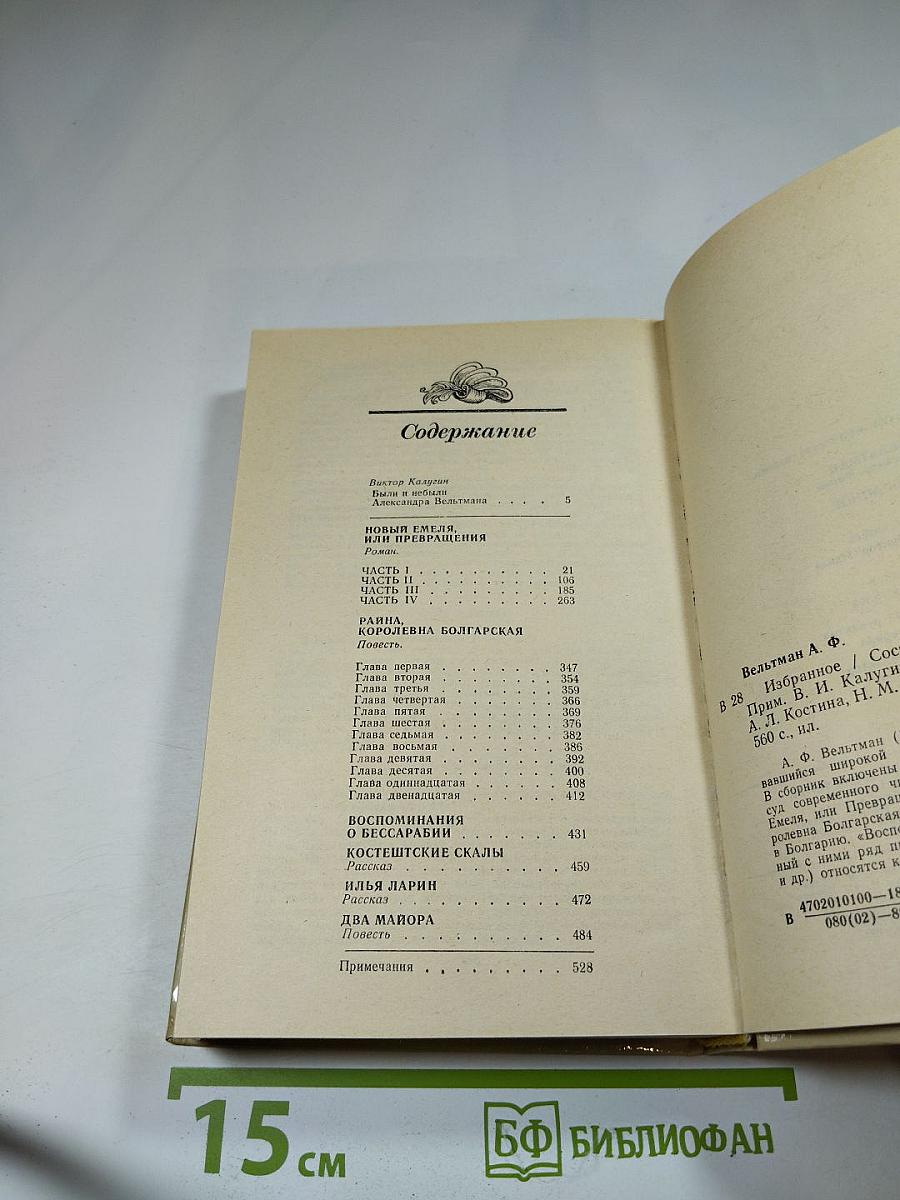 Содержание
Виктор Калугин
Были и небыли
Александра Вельтмана . . . . 5
НОВЫЙ ЕМЕЛЯ,
ИЛИ ПРЕВРАЩЕНИЯ
Роман.
ЧАСТЬ I . . . . . . . . . . 21
ЧАСТЬ II . . . . . . . . . . 106
ЧАСТЬ III . . . . . . . . . 185
ЧАСТЬ IV . . . . . . . . . 263
РАЙНА,
КОРОЛЕВНА БОЛГАРСКАЯ
Повесть.
Глава первая . . . . . . . . 347
Глава вторая . . . . . . . . 354
Глава третья . . . . . . . . 359
Глава четвертая . . . . . . . 366
Глава пятая . . . . . . . . 369
Глава шестая . . . . . . . . 376
Глава седьмая . . . . . . . . 382
Глава восьмая . . . . . . . . 386
Глава девятая . . . . . . . . 392
Глава десятая . . . . . . . . 400
Глава одиннадцатая . . . . . . 408
Глава двенадцатая . . . . . . 412
ВОСПОМИНАНИЯ
О БЕССАРАБИИ . . . . . . . 431
КОСТЕШТСКИЕ СКАЛЫ
Рассказ . . . . . . . . . . 459
ИЛЬЯ ЛАРИН
Рассказ . . . . . . . . . . 472
ДВА МАЙОРА
Повесть . . . . . . . . . . 484
Примечания . . . . . . . . . 528
Вельтман А. Ф.
В 28 Избранное / Сост
Прим. В. И. Калуги
А. Л. Костина, Н. М.
560 с., ил.
А. Ф. Вельтман (
вавшийся широкой
В сборник включены
суд современного чи
Емеля, или Превращ
ролевна Болгарская
в Болгарию. «Воспо
ный с ними ряд пр
и др.) относятся к
В 4702010100—18
080(02)—8
15 см
БФ БИБЛИОФАН